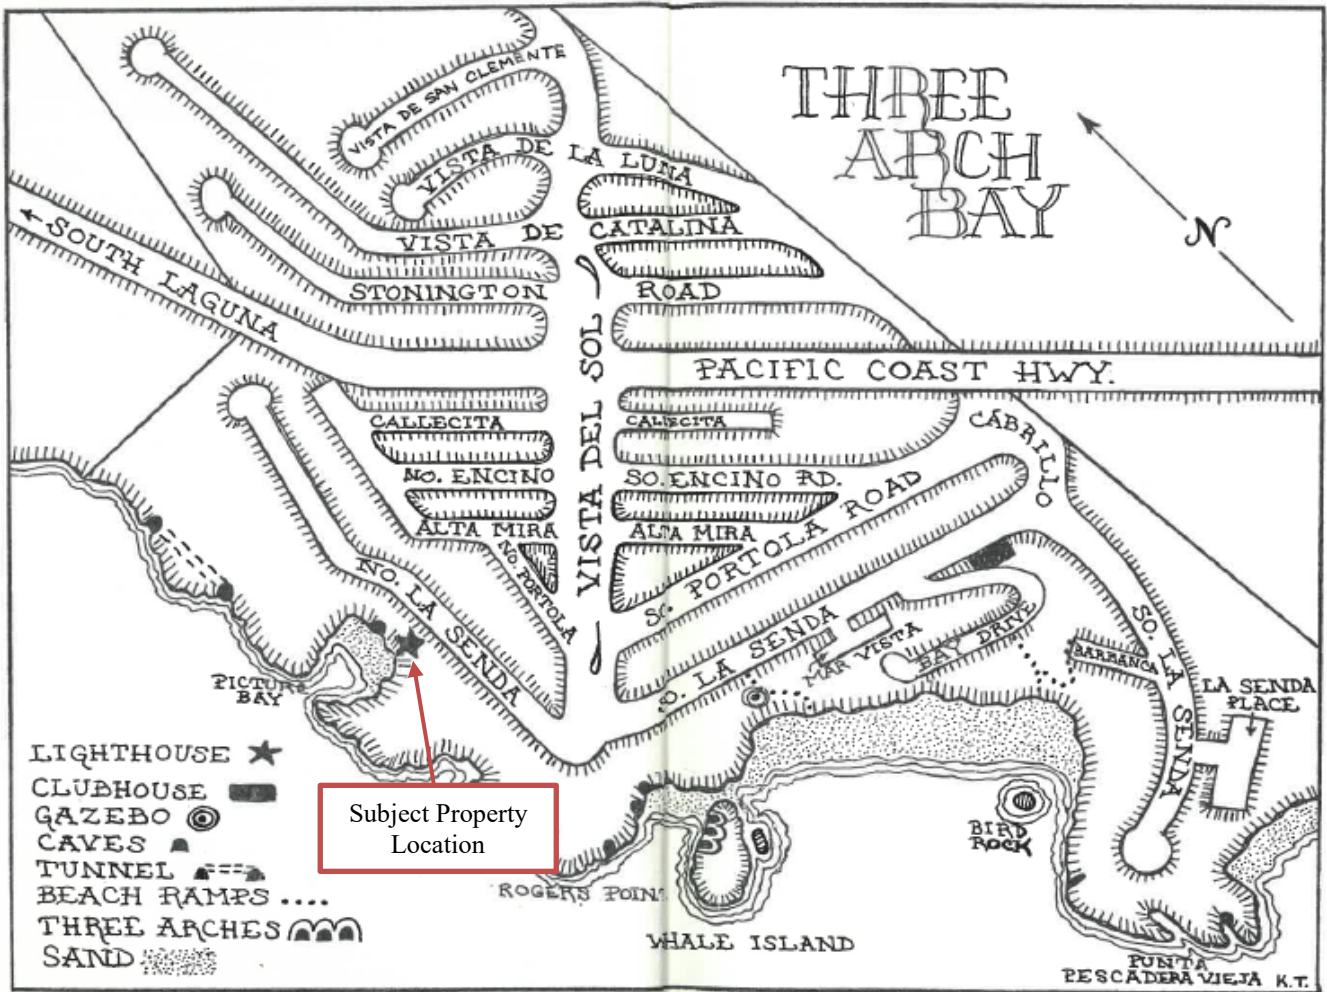 THREE
ARCH
BAY
N
VISTA DE SAN CLEMENTE
VISTA DE LA LUNA
VISTA DE CATALINA
← SOUTH LAGUNA
STONINGTON ROAD
PACIFIC COAST HWY.
VISTA DEL SOL
CALLECITA
CALLECITA
CABRILLO
NO. ENCINO
SO. ENCINO RD.
ALTA MIRA
ALTA MIRA
NO. PORTOLA
SO. PORTOLA ROAD
NO. LA SENDA
SO. LA SENDA
MAR VISTA
BAY DRIVE
BARRANCA
SO. LA SENDA
LA SENDA
PLACE
PICTURE
BAY
LIGHTHOUSE
CLUBHOUSE
GAZEBO
CAVES
TUNNEL
BEACH RAMPS
THREE ARCHES
SAND
Subject Property
Location
ROGERS POINT
WHALE ISLAND
BIRD
ROCK
PUNTA
PESCADERA VIEJA K.T.